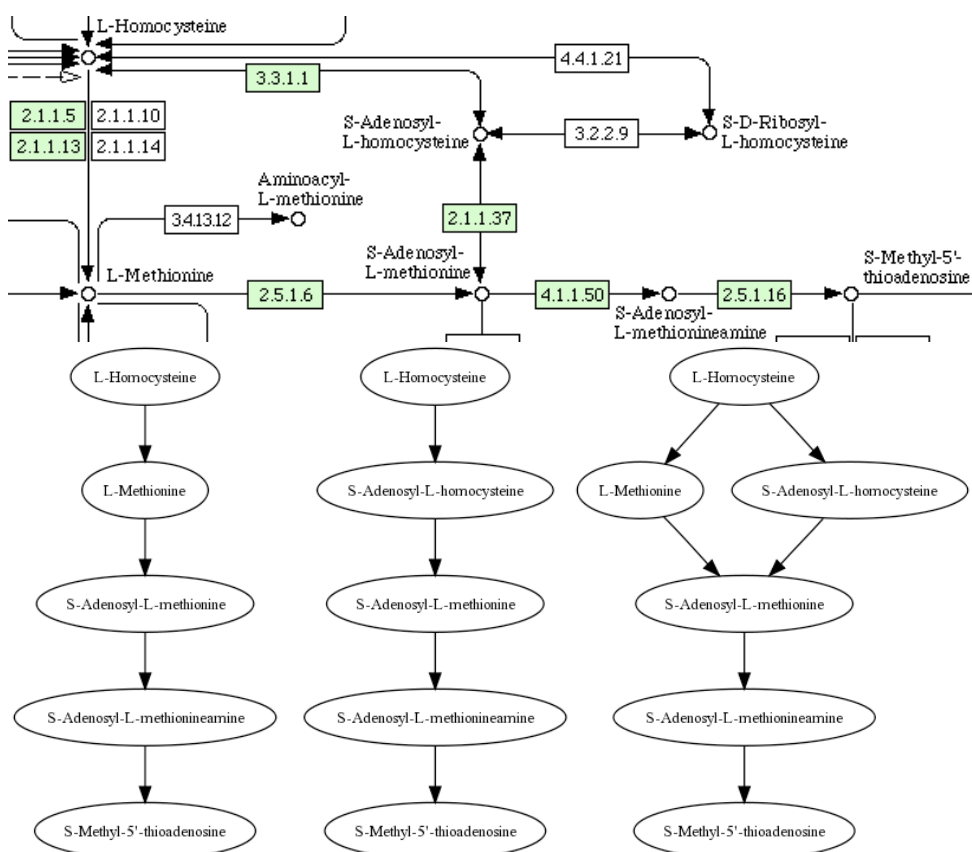 L-Homocysteine
4.4.1.21
3.3.1.1
2.1.1.5
2.1.1.10
2.1.1.13
2.1.1.14
S-Adenosyl-
L-homocysteine
3.2.2.9
S-D-Ribosyl-
L-homocysteine
Aminoacyl-
L-methionine
3.4.13.12
2.1.1.37
S-Adenosyl-
L-methionine
S-Methyl-5'-
thioadenosine
L-Methionine
2.5.1.6
4.1.1.50
2.5.1.16
S-Adenosyl-
L-methionineamine
L-Homocysteine
L-Homocysteine
L-Homocysteine
L-Methionine
S-Adenosyl-L-homocysteine
L-Methionine
S-Adenosyl-L-homocysteine
S-Adenosyl-L-methionine
S-Adenosyl-L-methionine
S-Adenosyl-L-methionine
S-Adenosyl-L-methionineamine
S-Adenosyl-L-methionineamine
S-Adenosyl-L-methionineamine
S-Methyl-5'-thioadenosine
S-Methyl-5'-thioadenosine
S-Methyl-5'-thioadenosine